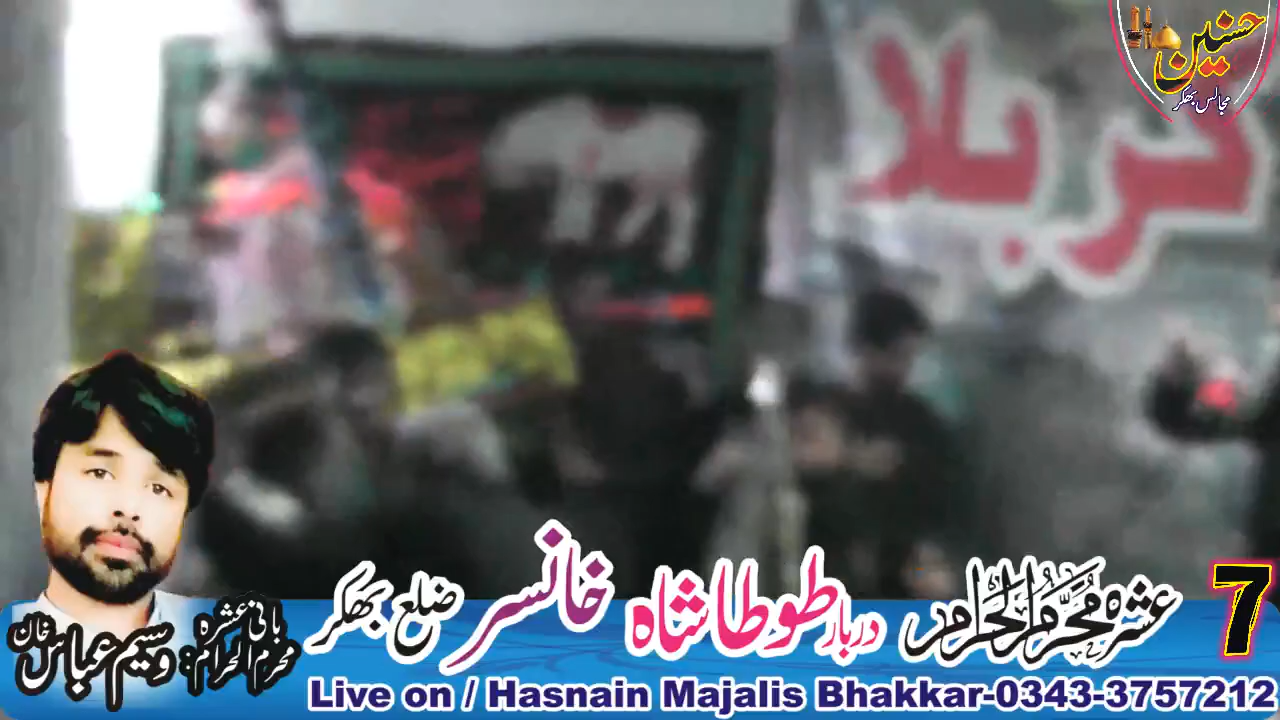 حسنین
مجالس بھکر
کربلا
7 عشرہ محرم الحرام دربار طوطا شاہ خانسر ضلع بھکر
بانی عشرہ
محرم الحرام:
وسیم عباس خان
Live on / Hasnain Majalis Bhakkar-0343-3757212